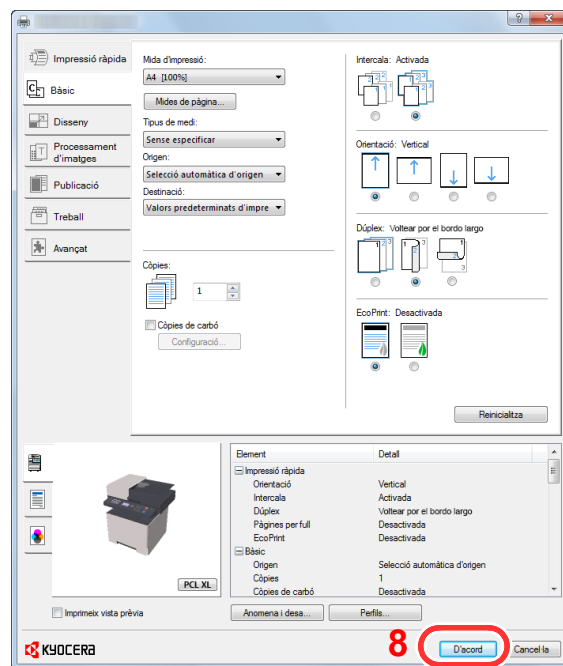 Impressió ràpida
Bàsic
Disseny
Processament
d'imatges
Publicació
Treball
Avançat
Mida d'impressió:
A4 [100%]
Mides de pàgina...
Tipus de medi:
Sense especificar
Origen:
Selecció automàtica d'origen
Destinació:
Valors predeterminats d'impre
Còpies:
1
Còpies de carbó
Configuració...
Intercala: Activada
Orientació: Vertical
Dúplex: Voltear por el bordo largo
EcoPrint: Desactivada
Reinicialitza
PCL XL
Imprimeix vista prèvia
Element Detall
Impressió ràpida
Orientació Vertical
Intercala Activada
Dúplex Voltear por el bordo largo
Pàgines per full Desactivada
EcoPrint Desactivada
Bàsic
Origen Selecció automàtica d'origen
Còpies 1
Còpies de carbó Desactivada
Anomena i desa... Perfils...
KYOCERA
8
D'acord
Cancel·la